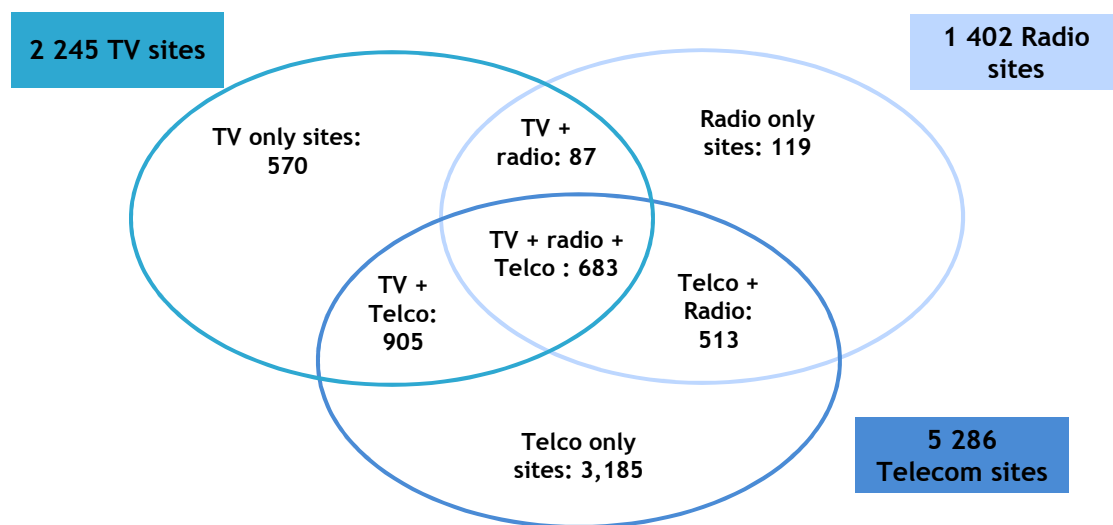 2 245 TV sites
1 402 Radio
sites
TV only sites:
570
TV +
radio: 87
Radio only
sites: 119
TV + radio +
Telco : 683
TV +
Telco:
905
Telco +
Radio:
513
Telco only
sites: 3,185
5 286
Telecom sites